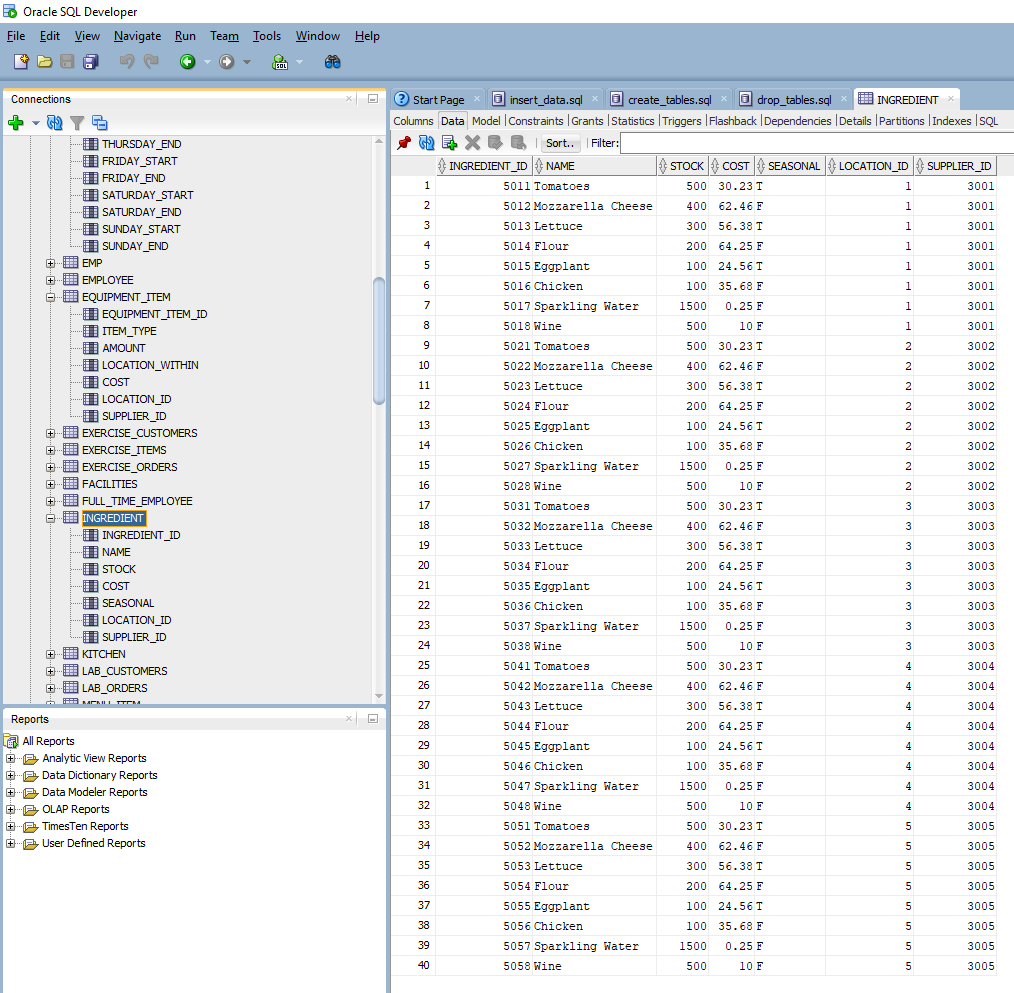 Oracle SQL Developer
File Edit View Navigate Run Team Tools Window Help
SQL
Connections
THURSDAY_END
FRIDAY_START
FRIDAY_END
SATURDAY_START
SATURDAY_END
SUNDAY_START
SUNDAY_END
EMP
EMPLOYEE
EQUIPMENT_ITEM
EQUIPMENT_ITEM_ID
ITEM_TYPE
AMOUNT
LOCATION_WITHIN
COST
LOCATION_ID
SUPPLIER_ID
EXERCISE_CUSTOMERS
EXERCISE_ITEMS
EXERCISE_ORDERS
FACILITIES
FULL_TIME_EMPLOYEE
INGREDIENT
INGREDIENT_ID
NAME
STOCK
COST
SEASONAL
LOCATION_ID
SUPPLIER_ID
KITCHEN
LAB_CUSTOMERS
LAB_ORDERS
MENU_ITEM
Reports
All Reports
Analytic View Reports
Data Dictionary Reports
Data Modeler Reports
OLAP Reports
TimesTen Reports
User Defined Reports
Start Page insert_data.sql create_tables.sql drop_tables.sql INGREDIENT
Columns Data Model Constraints Grants Statistics Triggers Flashback Dependencies Details Partitions Indexes SQL
Sort.. Filter:
INGREDIENT_ID NAME STOCK COST SEASONAL LOCATION_ID SUPPLIER_ID
1 5011 Tomatoes 500 30.23 T 1 3001
2 5012 Mozzarella Cheese 400 62.46 F 1 3001
3 5013 Lettuce 300 56.38 T 1 3001
4 5014 Flour 200 64.25 F 1 3001
5 5015 Eggplant 100 24.56 T 1 3001
6 5016 Chicken 100 35.68 F 1 3001
7 5017 Sparkling Water 1500 0.25 F 1 3001
8 5018 Wine 500 10 F 1 3001
9 5021 Tomatoes 500 30.23 T 2 3002
10 5022 Mozzarella Cheese 400 62.46 F 2 3002
11 5023 Lettuce 300 56.38 T 2 3002
12 5024 Flour 200 64.25 F 2 3002
13 5025 Eggplant 100 24.56 T 2 3002
14 5026 Chicken 100 35.68 F 2 3002
15 5027 Sparkling Water 1500 0.25 F 2 3002
16 5028 Wine 500 10 F 2 3002
17 5031 Tomatoes 500 30.23 T 3 3003
18 5032 Mozzarella Cheese 400 62.46 F 3 3003
19 5033 Lettuce 300 56.38 T 3 3003
20 5034 Flour 200 64.25 F 3 3003
21 5035 Eggplant 100 24.56 T 3 3003
22 5036 Chicken 100 35.68 F 3 3003
23 5037 Sparkling Water 1500 0.25 F 3 3003
24 5038 Wine 500 10 F 3 3003
25 5041 Tomatoes 500 30.23 T 4 3004
26 5042 Mozzarella Cheese 400 62.46 F 4 3004
27 5043 Lettuce 300 56.38 T 4 3004
28 5044 Flour 200 64.25 F 4 3004
29 5045 Eggplant 100 24.56 T 4 3004
30 5046 Chicken 100 35.68 F 4 3004
31 5047 Sparkling Water 1500 0.25 F 4 3004
32 5048 Wine 500 10 F 4 3004
33 5051 Tomatoes 500 30.23 T 5 3005
34 5052 Mozzarella Cheese 400 62.46 F 5 3005
35 5053 Lettuce 300 56.38 T 5 3005
36 5054 Flour 200 64.25 F 5 3005
37 5055 Eggplant 100 24.56 T 5 3005
38 5056 Chicken 100 35.68 F 5 3005
39 5057 Sparkling Water 1500 0.25 F 5 3005
40 5058 Wine 500 10 F 5 3005